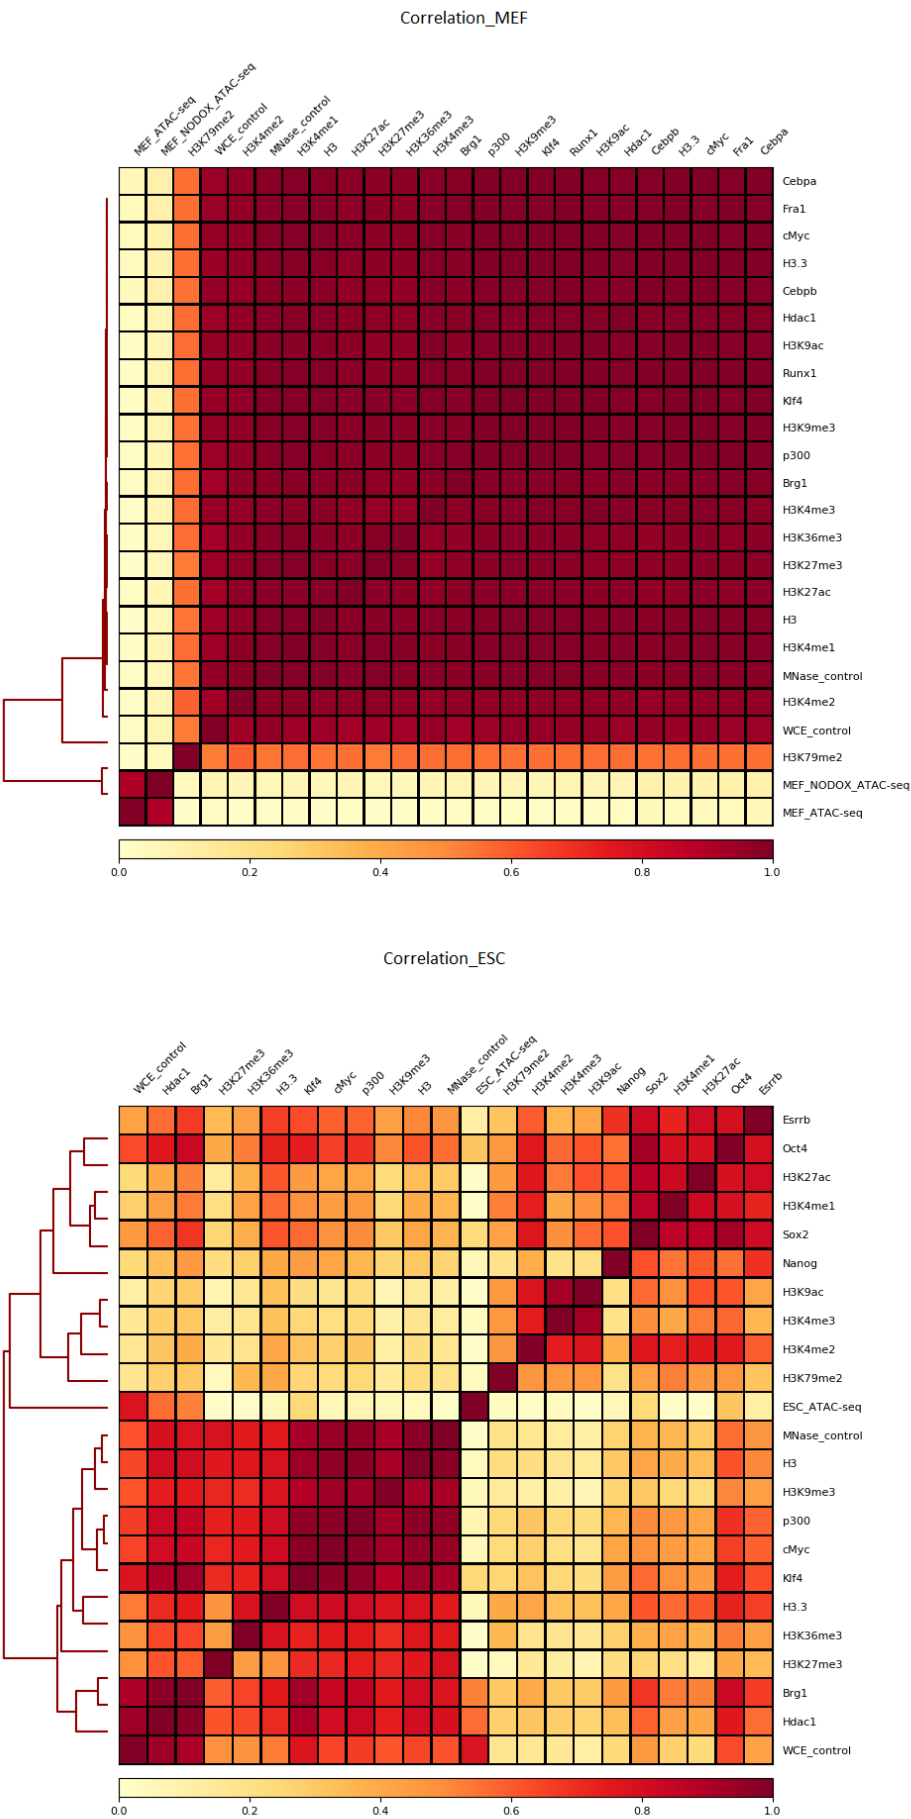 Correlation_MEF
MEF_ATAC-seq
MEF_NODOX_ATAC-seq
H3K79me2
WCE_control
H3K4me2
MNase_control
H3K4me1
H3
H3K27ac
H3K27me3
H3K36me3
H3K4me3
Brg1
p300
H3K9me3
Klf4
Runx1
H3K9ac
Hdac1
Cebpb
H3.3
cMyc
Fra1
Cebpa
Cebpa
Fra1
cMyc
H3.3
Cebpb
Hdac1
H3K9ac
Runx1
Klf4
H3K9me3
p300
Brg1
H3K4me3
H3K36me3
H3K27me3
H3K27ac
H3
H3K4me1
MNase_control
H3K4me2
WCE_control
H3K79me2
MEF_NODOX_ATAC-seq
MEF_ATAC-seq
0.0 0.2 0.4 0.6 0.8 1.0
Correlation_ESC
WCE_control
Hdac1
Brg1
H3K27me3
H3K36me3
H3.3
Klf4
cMyc
p300
H3K9me3
H3
MNase_control
ESC_ATAC-seq
H3K79me2
H3K4me2
H3K4me3
H3K9ac
Nanog
Sox2
H3K4me1
H3K27ac
Oct4
Esrrb
Esrrb
Oct4
H3K27ac
H3K4me1
Sox2
Nanog
H3K9ac
H3K4me3
H3K4me2
H3K79me2
ESC_ATAC-seq
MNase_control
H3
H3K9me3
p300
cMyc
Klf4
H3.3
H3K36me3
H3K27me3
Brg1
Hdac1
WCE_control
0.0 0.2 0.4 0.6 0.8 1.0